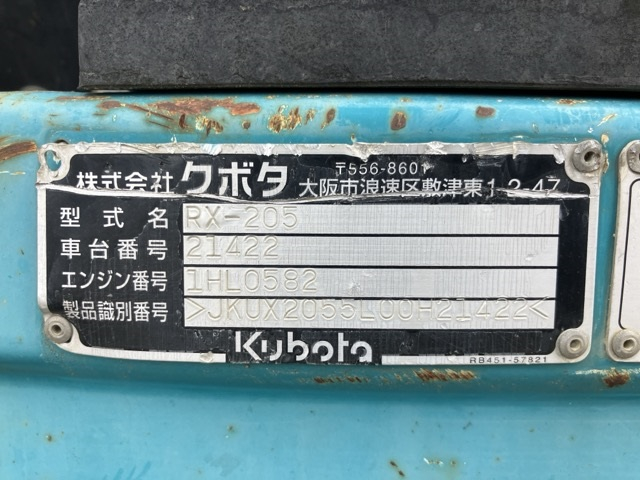 株式会社 クボタ 〒556-8601
大阪市浪速区敷津東1-2-47
型式名 RX-205
車台番号 21422
エンジン番号 1HL0582
製品識別番号 >JKUX2055L00H21422<
Kubota
RB451-57821